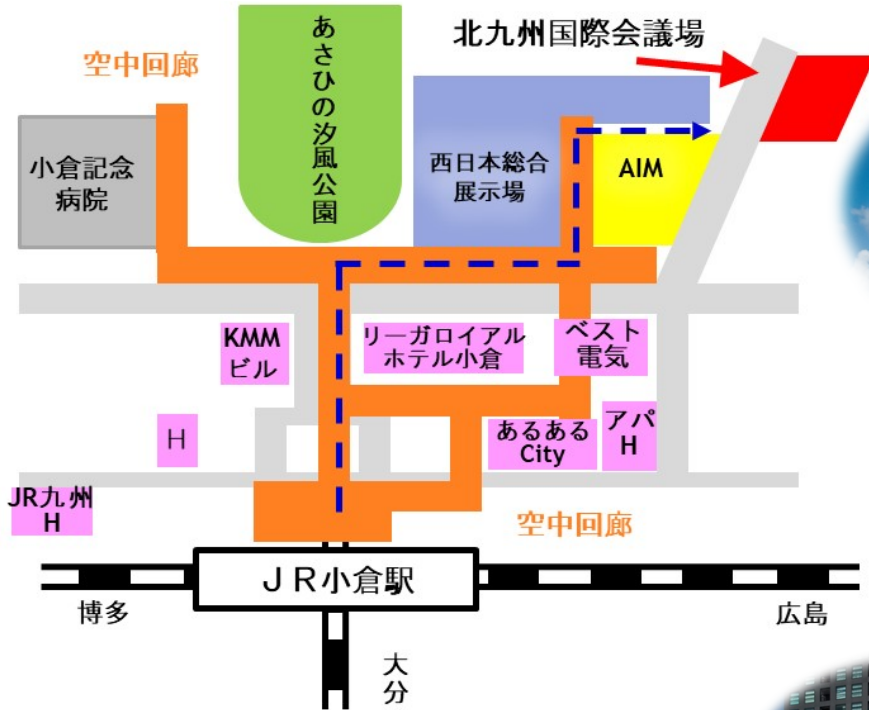 北九州国際会議場
空中回廊
あさひの汐風公園
小倉記念
病院
西日本総合
展示場
AIM
KMM
ビル
リーガロイアル
ホテル小倉
ベスト
電気
H
あるある
City
アパ
H
JR九州
H
空中回廊
JR小倉駅
博多
広島
大分